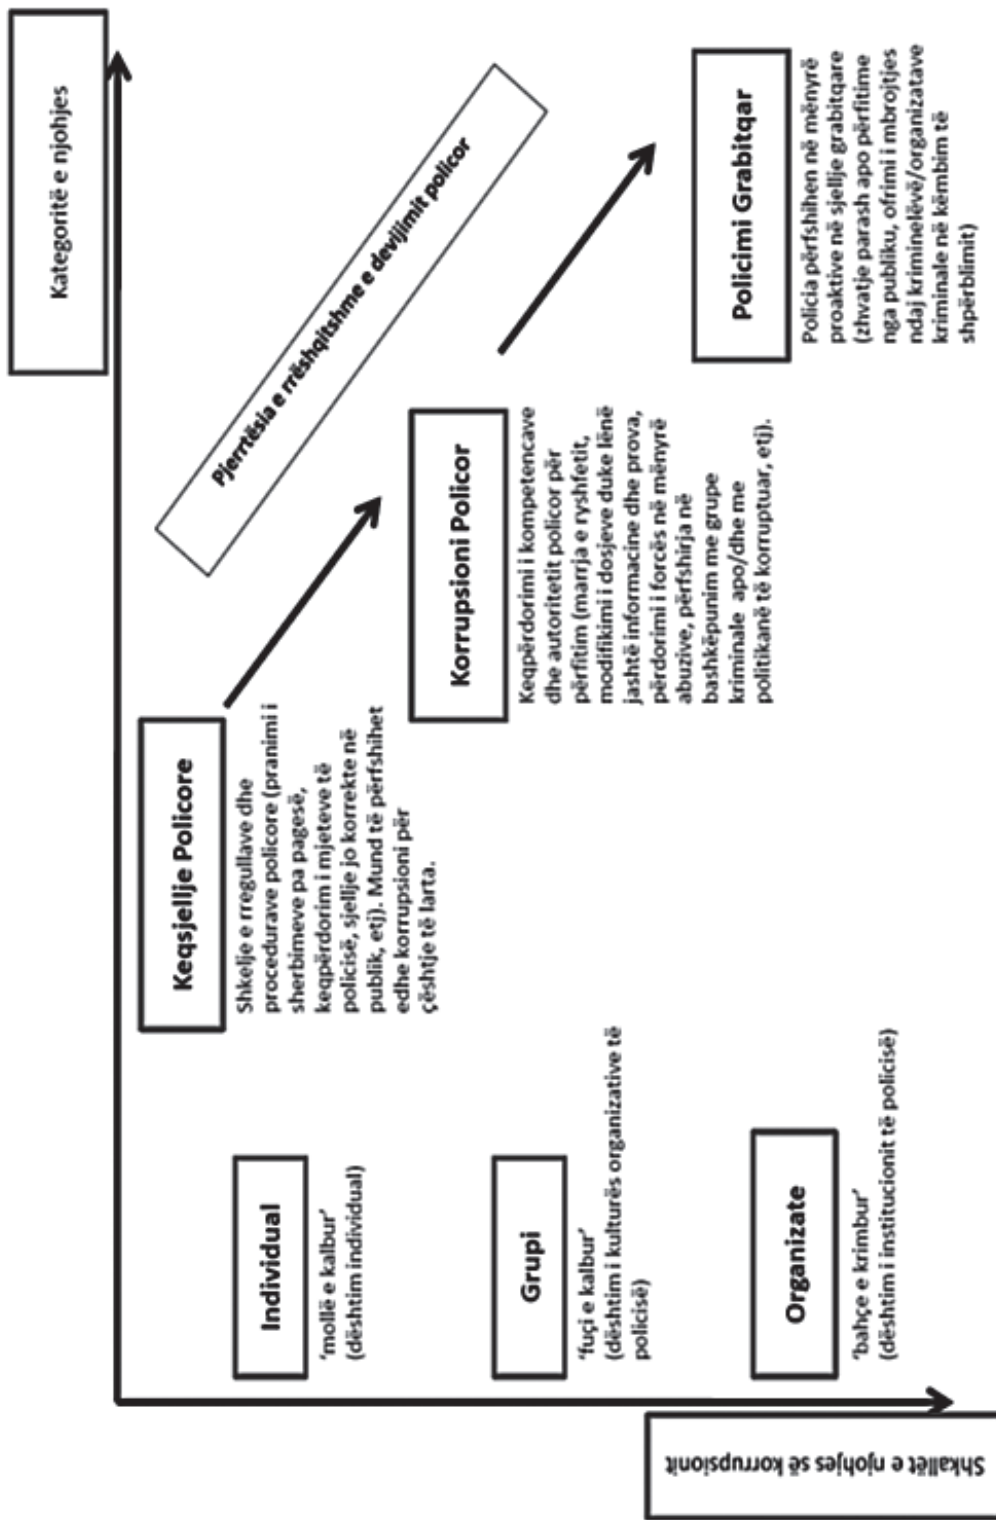 Kategoritë e njohjes
Pjerrtësia e rrëshqitshme e devijimit policor
Keqsjellje Policore
Shkelje e rregullave dhe
procedurave policore (pranimi i
sherbimeve pa pagesë,
keqpërdorim i mjeteve të
policisë, sjellje jo korrekte në
publik, etj). Mund të përfshihet
edhe korrupsioni për
çështje të larta.
Korrupsioni Policor
Keqpërdorimi i kompetencave
dhe autoritetit policor për
përfitim (marrja e ryshfetit,
modifikimi i dosjeve duke lënë
jashtë informacine dhe prova,
përdorimi i forcës në mënyrë
abuzive, përfshirja në
bashkëpunim me grupe
kriminale apo/dhe me
politikanë të korruptuar, etj).
Policimi Grabitqar
Policia përfshihen në mënyrë
proaktive në sjellje grabitqare
(zhvatje parash apo përfitime
nga publiku, ofrimi i mbrojtjes
ndaj kriminelëvë/organizatave
kriminale në këmbim të
shpërblimit)
Individual
‘mollë e kalbur’
(dështim individual)
Grupi
‘fuçi e kalbur’
(dështim i kulturës organizative të
policisë)
Organizate
‘bahçe e krimbur’
(dështim i institucionit të policisë)
Shkallët e njohjes së korrupsionit